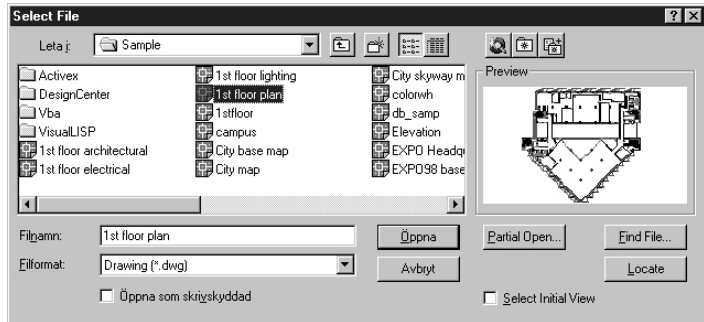 Select File
Leta i:
Sample
Activex
DesignCenter
Vba
VisualLISP
1st floor architectural
1st floor electrical
1st floor lighting
1st floor plan
1stfloor
campus
City base map
City map
City skyway m
colorwh
db_samp
Elevation
EXPO Headqu
EXPO98 base
Preview
Filnamn:
1st floor plan
Öppna
Partial Open...
Find File...
Filformat:
Drawing (*.dwg)
Avbryt
Locate
Öppna som skrivskyddad
Select Initial View